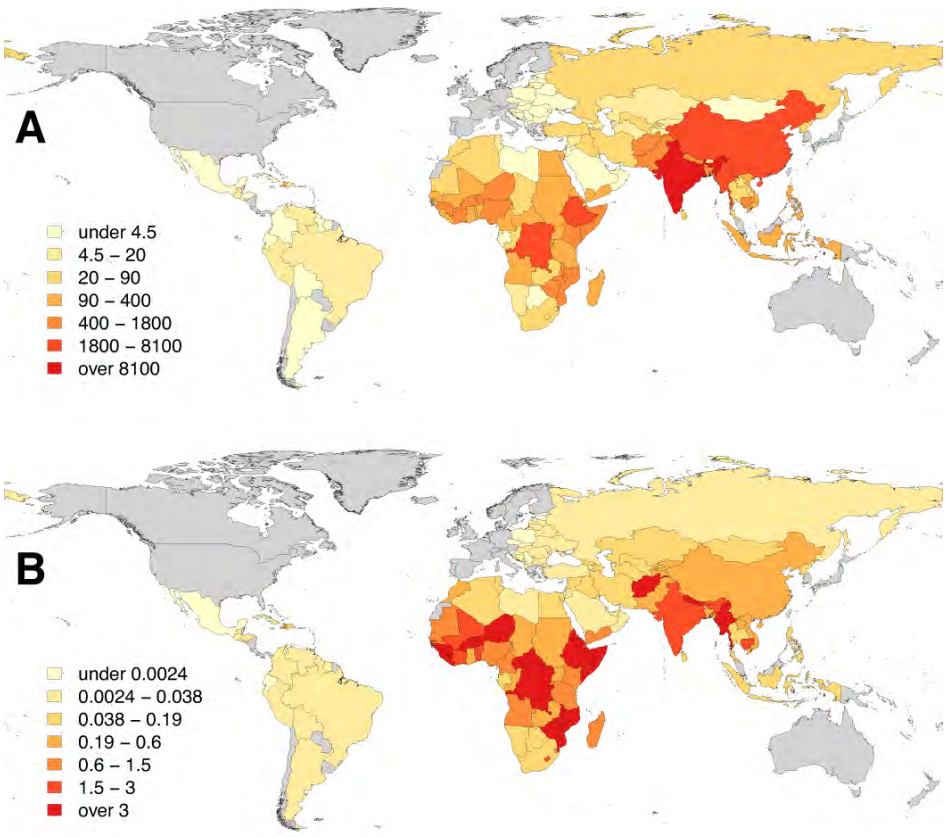 A
under 4.5
4.5 – 20
20 – 90
90 – 400
400 – 1800
1800 – 8100
over 8100
B
under 0.0024
0.0024 – 0.038
0.038 – 0.19
0.19 – 0.6
0.6 – 1.5
1.5 – 3
over 3